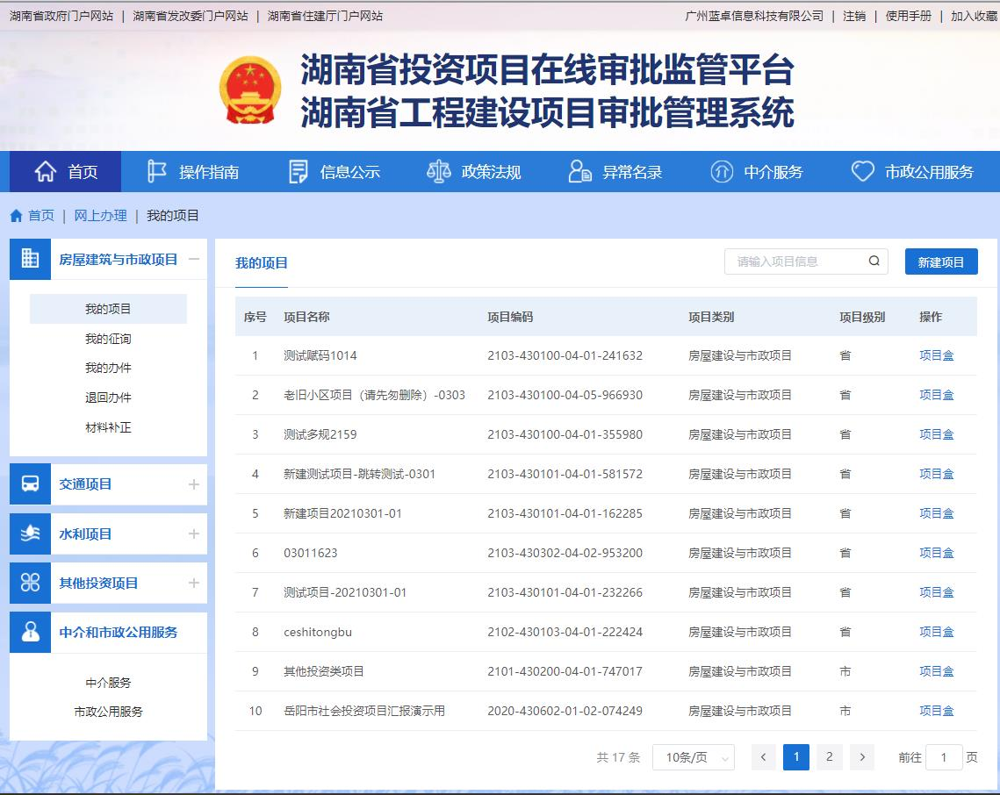 湖南省政府门户网站 | 湖南省发改委门户网站 | 湖南省住建厅门户网站
广州蓝卓信息科技有限公司 | 注销 | 使用手册 | 加入收藏
湖南省投资项目在线审批监管平台
湖南省工程建设项目审批管理系统
首页 操作指南 信息公示 政策法规 异常名录 中介服务 市政公用服务
首页 | 网上办理 | 我的项目
房屋建筑与市政项目
我的项目
我的征询
我的办件
退回办件
材料补正
交通项目
水利项目
其他投资项目
中介和市政公用服务
中介服务
市政公用服务
我的项目 请输入项目信息 新建项目
序号 项目名称 项目编码 项目类别 项目级别 操作
1 测试赋码1014 2103-430100-04-01-241632 房屋建设与市政项目 省 项目盒
2 老旧小区项目（请先勿删除）-0303 2103-430100-04-05-966930 房屋建设与市政项目 省 项目盒
3 测试多规2159 2103-430100-04-01-355980 房屋建设与市政项目 省 项目盒
4 新建测试项目-跳转测试-0301 2103-430101-04-01-581572 房屋建设与市政项目 省 项目盒
5 新建项目20210301-01 2103-430101-04-01-162285 房屋建设与市政项目 省 项目盒
6 03011623 2103-430302-04-02-953200 房屋建设与市政项目 省 项目盒
7 测试项目-20210301-01 2103-430101-04-01-232266 房屋建设与市政项目 省 项目盒
8 ceshitongbu 2102-430103-04-01-222424 房屋建设与市政项目 省 项目盒
9 其他投资类项目 2101-430200-04-01-747017 房屋建设与市政项目 市 项目盒
10 岳阳市社会投资项目汇报演示用 2020-430602-01-02-074249 房屋建设与市政项目 市 项目盒
共 17 条 10条/页 < 1 2 > 前往 1 页